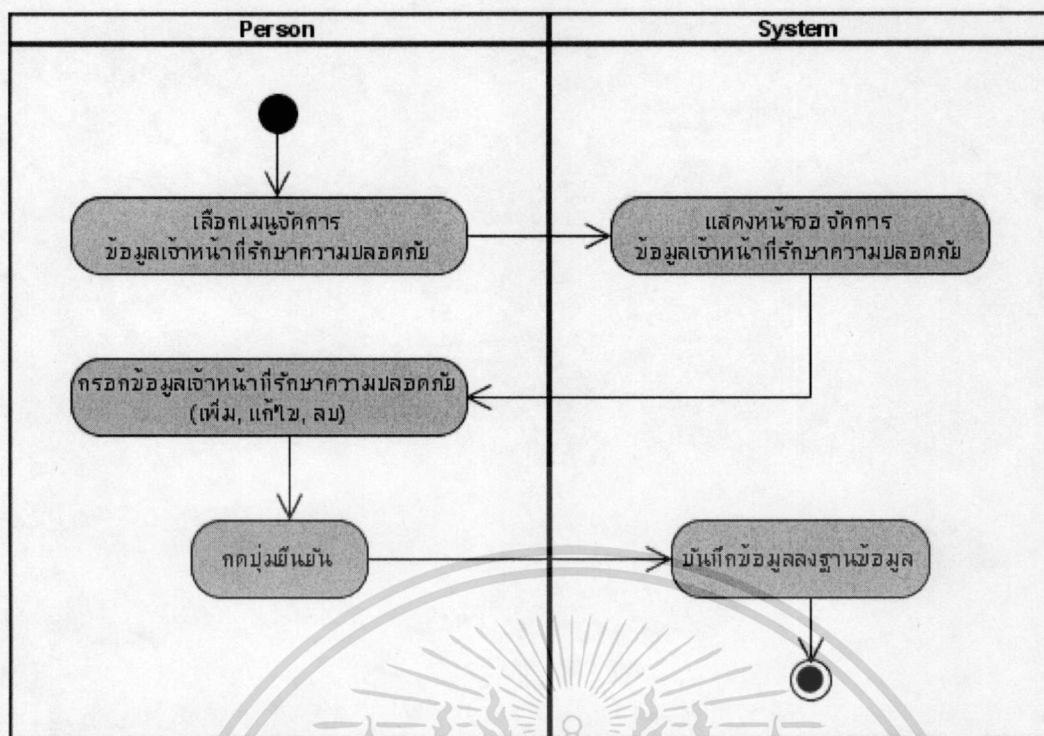 Person
System
เลือกเมนูจัดการ
ข้อมูลเจ้าหน้าที่รักษาความปลอดภัย
แสดงหน้าจอ จัดการ
ข้อมูลเจ้าหน้าที่รักษาความปลอดภัย
กรอกข้อมูลเจ้าหน้าที่รักษาความปลอดภัย
(เพิ่ม, แก้ไข, ลบ)
กดปุ่มยืนยัน
บันทึกข้อมูลลงฐานข้อมูล